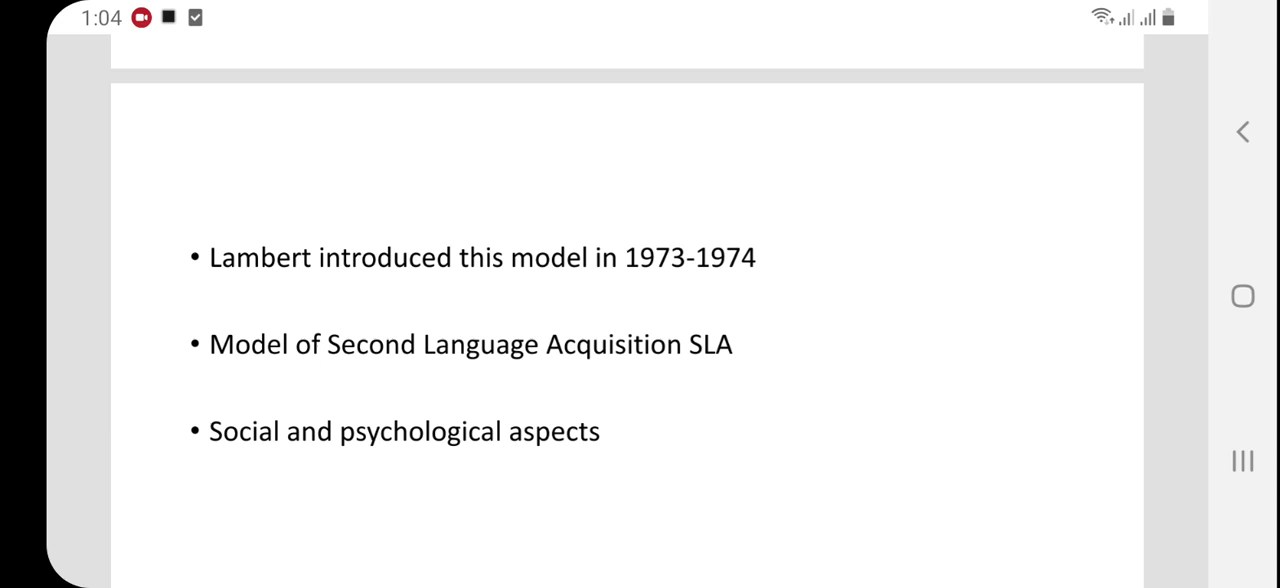 1:04
• Lambert introduced this model in 1973-1974
• Model of Second Language Acquisition SLA
• Social and psychological aspects